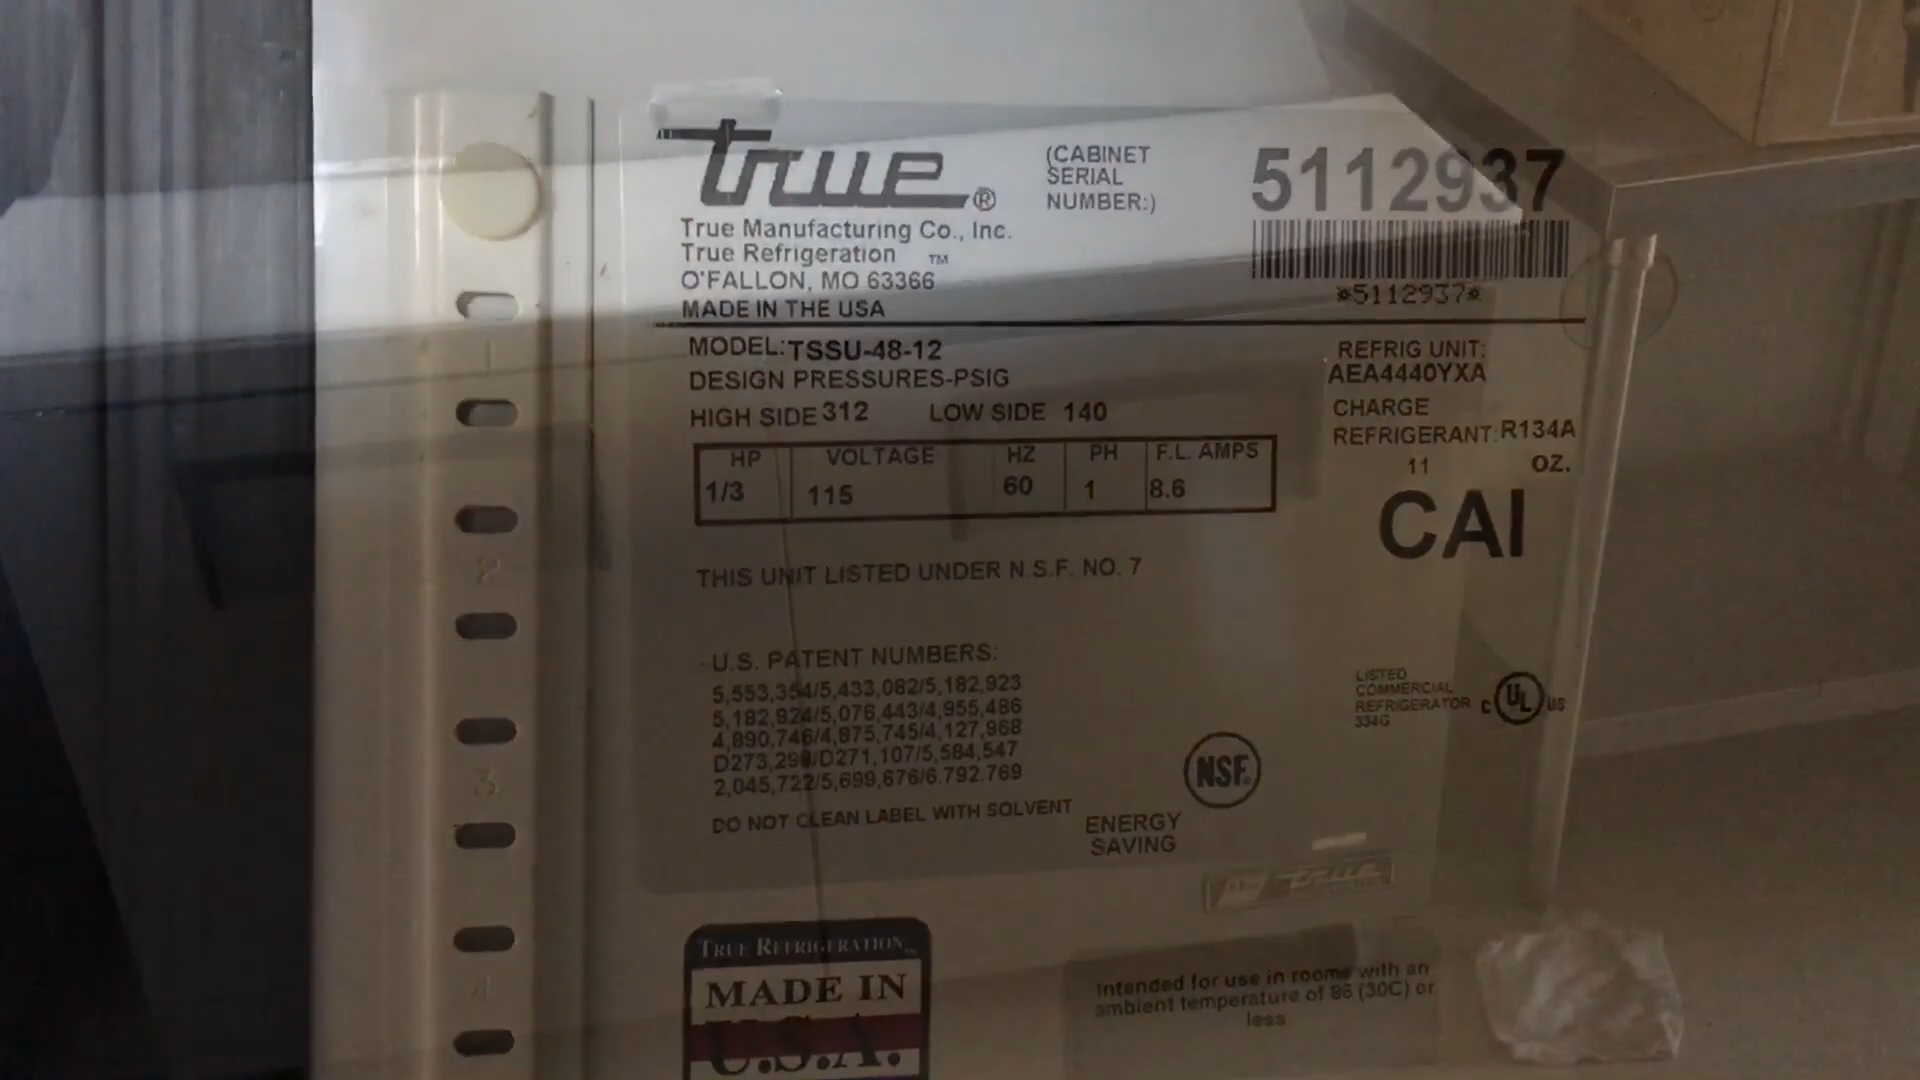 true®
(CABINET
SERIAL
NUMBER:)
5112937
*5112937*
True Manufacturing Co., Inc.
True Refrigeration ™
O'FALLON, MO 63366
MADE IN THE USA
MODEL: TSSU-48-12
DESIGN PRESSURES-PSIG
HIGH SIDE 312 LOW SIDE 140
REFRIG UNIT:
AEA4440YXA
CHARGE
REFRIGERANT: R134A
11 OZ.
CAI
HP VOLTAGE HZ PH F.L. AMPS
1/3 115 60 1 8.6
THIS UNIT LISTED UNDER N.S.F. NO. 7
U.S. PATENT NUMBERS:
5,553,354/5,433,082/5,182,923
5,182,924/5,076,443/4,955,486
4,890,746/4,875,745/4,127,968
D273,298/D271,107/5,584,547
2,045,722/5,699,676/6.792.769
DO NOT CLEAN LABEL WITH SOLVENT
ENERGY
SAVING
NSF®
LISTED
COMMERCIAL
REFRIGERATOR
334G
c UL us
true
TRUE REFRIGERATION
MADE IN
U.S.A.
Intended for use in rooms with an
ambient temperature of 86 (30C) or
less
1
2
3
4